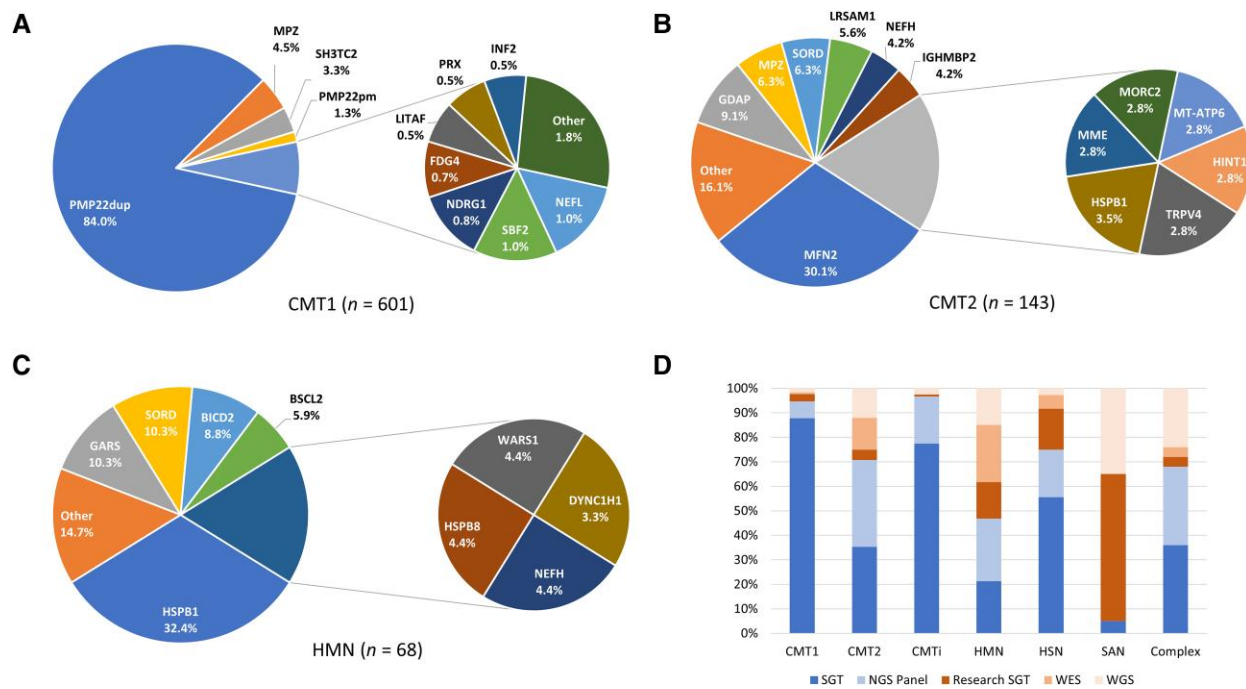 A
MPZ
4.5%
SH3TC2
3.3%
PMP22pm
1.3%
PMP22dup
84.0%
INF2
0.5%
PRX
0.5%
LITAF
0.5%
FDG4
0.7%
NDRG1
0.8%
SBF2
1.0%
NEFL
1.0%
Other
1.8%
CMT1 (n = 601)
B
LRSAM1
5.6%
NEFH
4.2%
IGHMBP2
4.2%
SORD
6.3%
MPZ
6.3%
GDAP
9.1%
Other
16.1%
MFN2
30.1%
MORC2
2.8%
MT-ATP6
2.8%
MME
2.8%
HINT1
2.8%
HSPB1
3.5%
TRPV4
2.8%
CMT2 (n = 143)
C
BSCL2
5.9%
BICD2
8.8%
SORD
10.3%
GARS
10.3%
Other
14.7%
HSPB1
32.4%
WARS1
4.4%
DYNC1H1
3.3%
HSPB8
4.4%
NEFH
4.4%
HMN (n = 68)
D
100%
90%
80%
70%
60%
50%
40%
30%
20%
10%
0%
CMT1 CMT2 CMTi HMN HSN SAN Complex
SGT NGS Panel Research SGT WES WGS